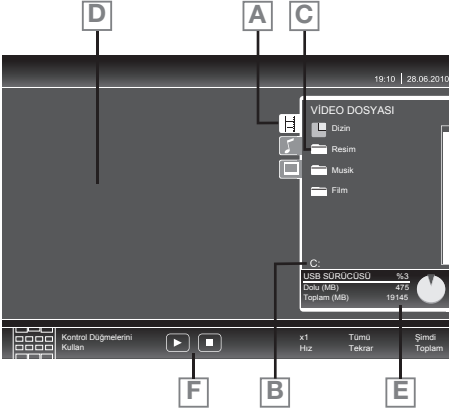 D A C
19:10 28.06.2010
VİDEO DOSYASI
Dizin
Resim
Musik
Film
C:
USB SÜRÜCÜSÜ %3
Dolu (MB) 475
Toplam (MB) 19145
Kontrol Düğmelerini x1 Tümü Şimdi
Kullan Hız Tekrar Toplam
F B E